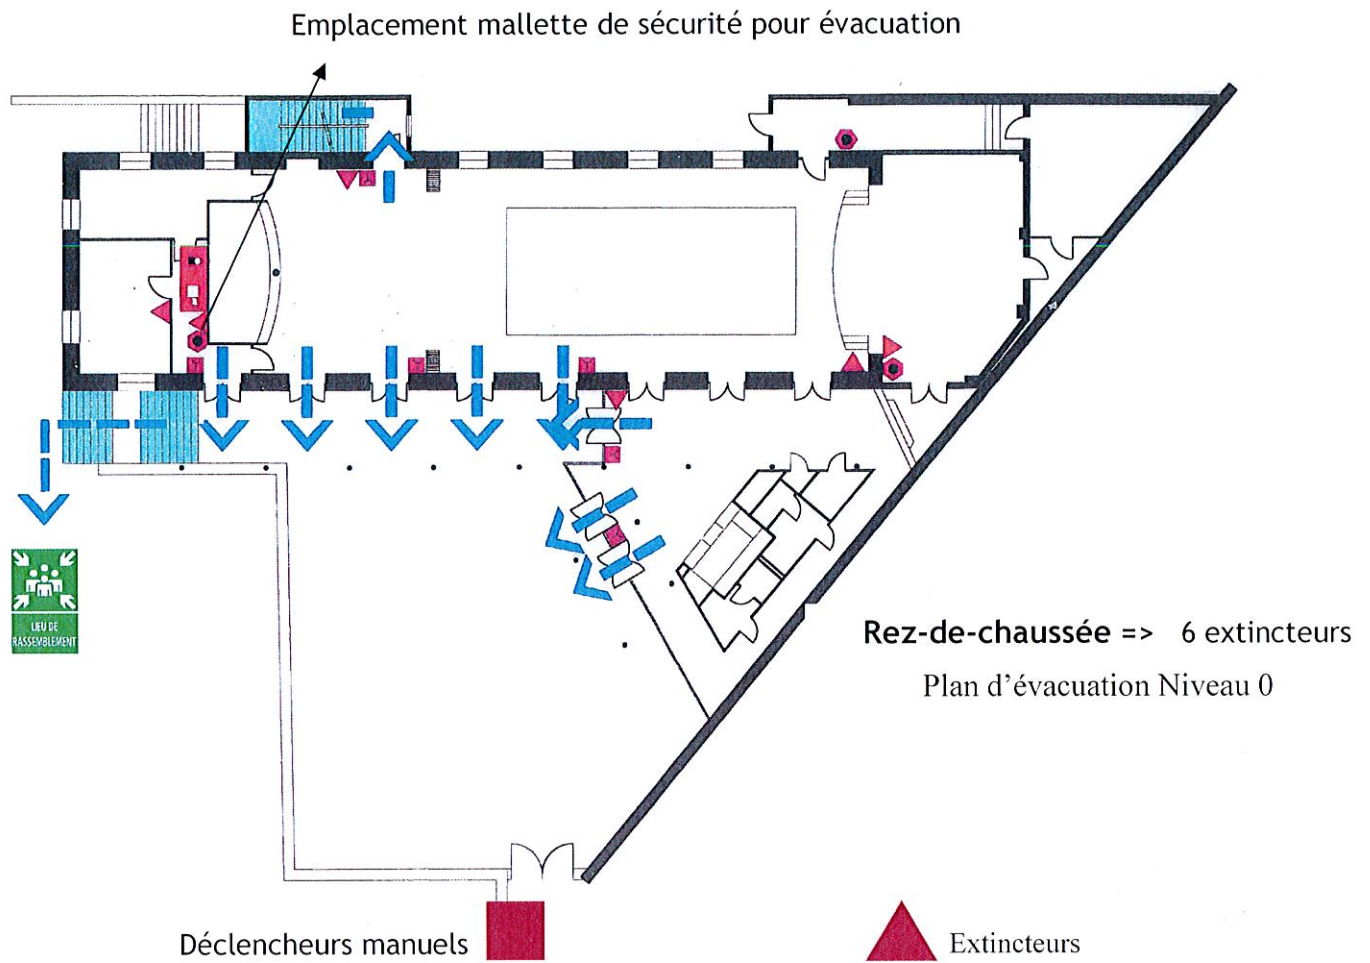 Emplacement mallette de sécurité pour évacuation
LIEU DE
RASSEMBLEMENT
Rez-de-chaussée => 6 extincteurs
Plan d’évacuation Niveau 0
Déclencheurs manuels
Extincteurs